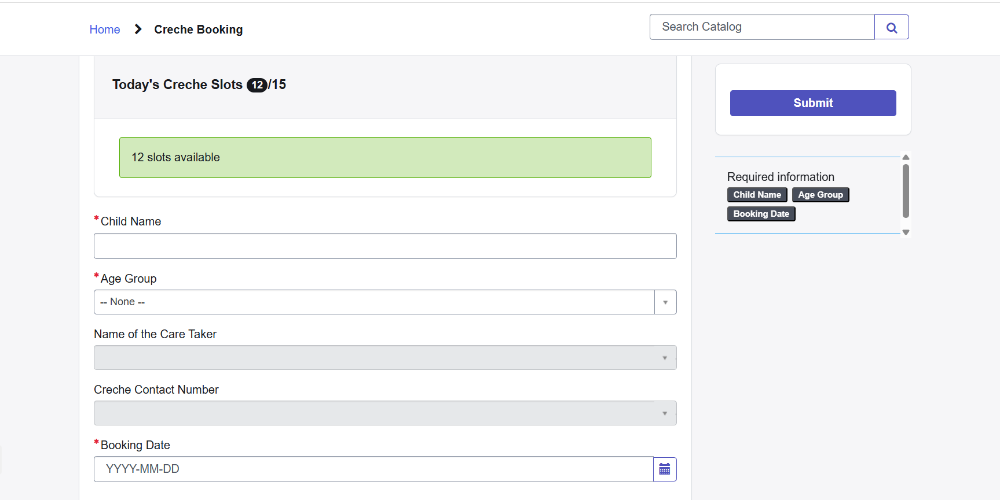 Home > Creche Booking
Search Catalog
Today's Creche Slots 12/15
12 slots available
*Child Name
*Age Group
-- None --
Name of the Care Taker
Creche Contact Number
*Booking Date
YYYY-MM-DD
Submit
Required information
Child Name Age Group
Booking Date